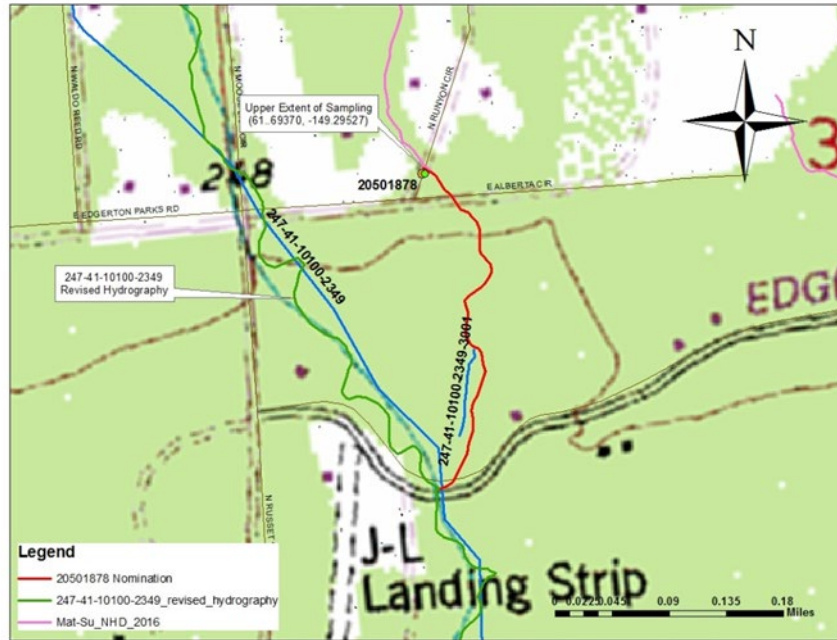 N
N WALDO REED RD
N RUNYON CIR
Upper Extent of Sampling
(61..69370, -149.29527)
3
248
20501878
E ALBERTA CIR
E EDGERTON PARKS RD
247-41-10100-2349
247-41-10100-2349
Revised Hydrography
EDG
247-41-10100-2349-3001
N RUSSET
J-L
Landing Strip
Legend
20501878 Nomination
247-41-10100-2349_revised_hydrography
Mat-Su_NHD_2016
0 0.0225 0.045 0.09 0.135 0.18
Miles